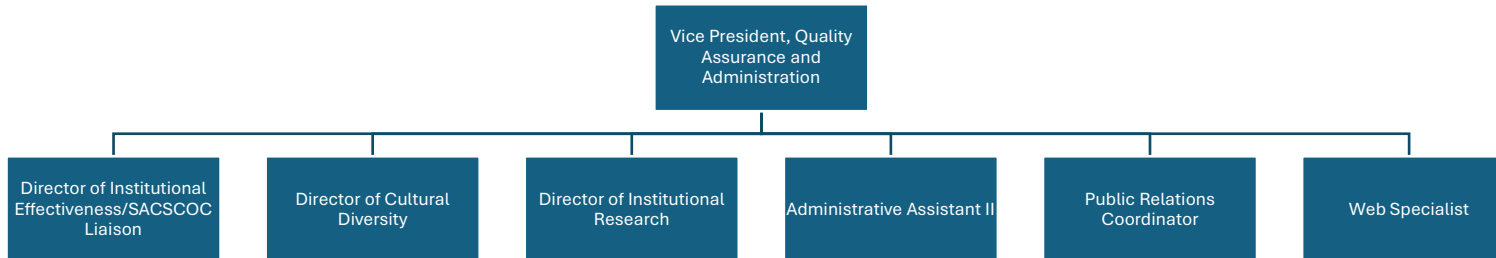 Vice President, Quality
Assurance and
Administration
Director of Institutional
Effectiveness/SACSCOC
Liaison
Director of Cultural
Diversity
Director of Institutional
Research
Administrative Assistant II
Public Relations
Coordinator
Web Specialist